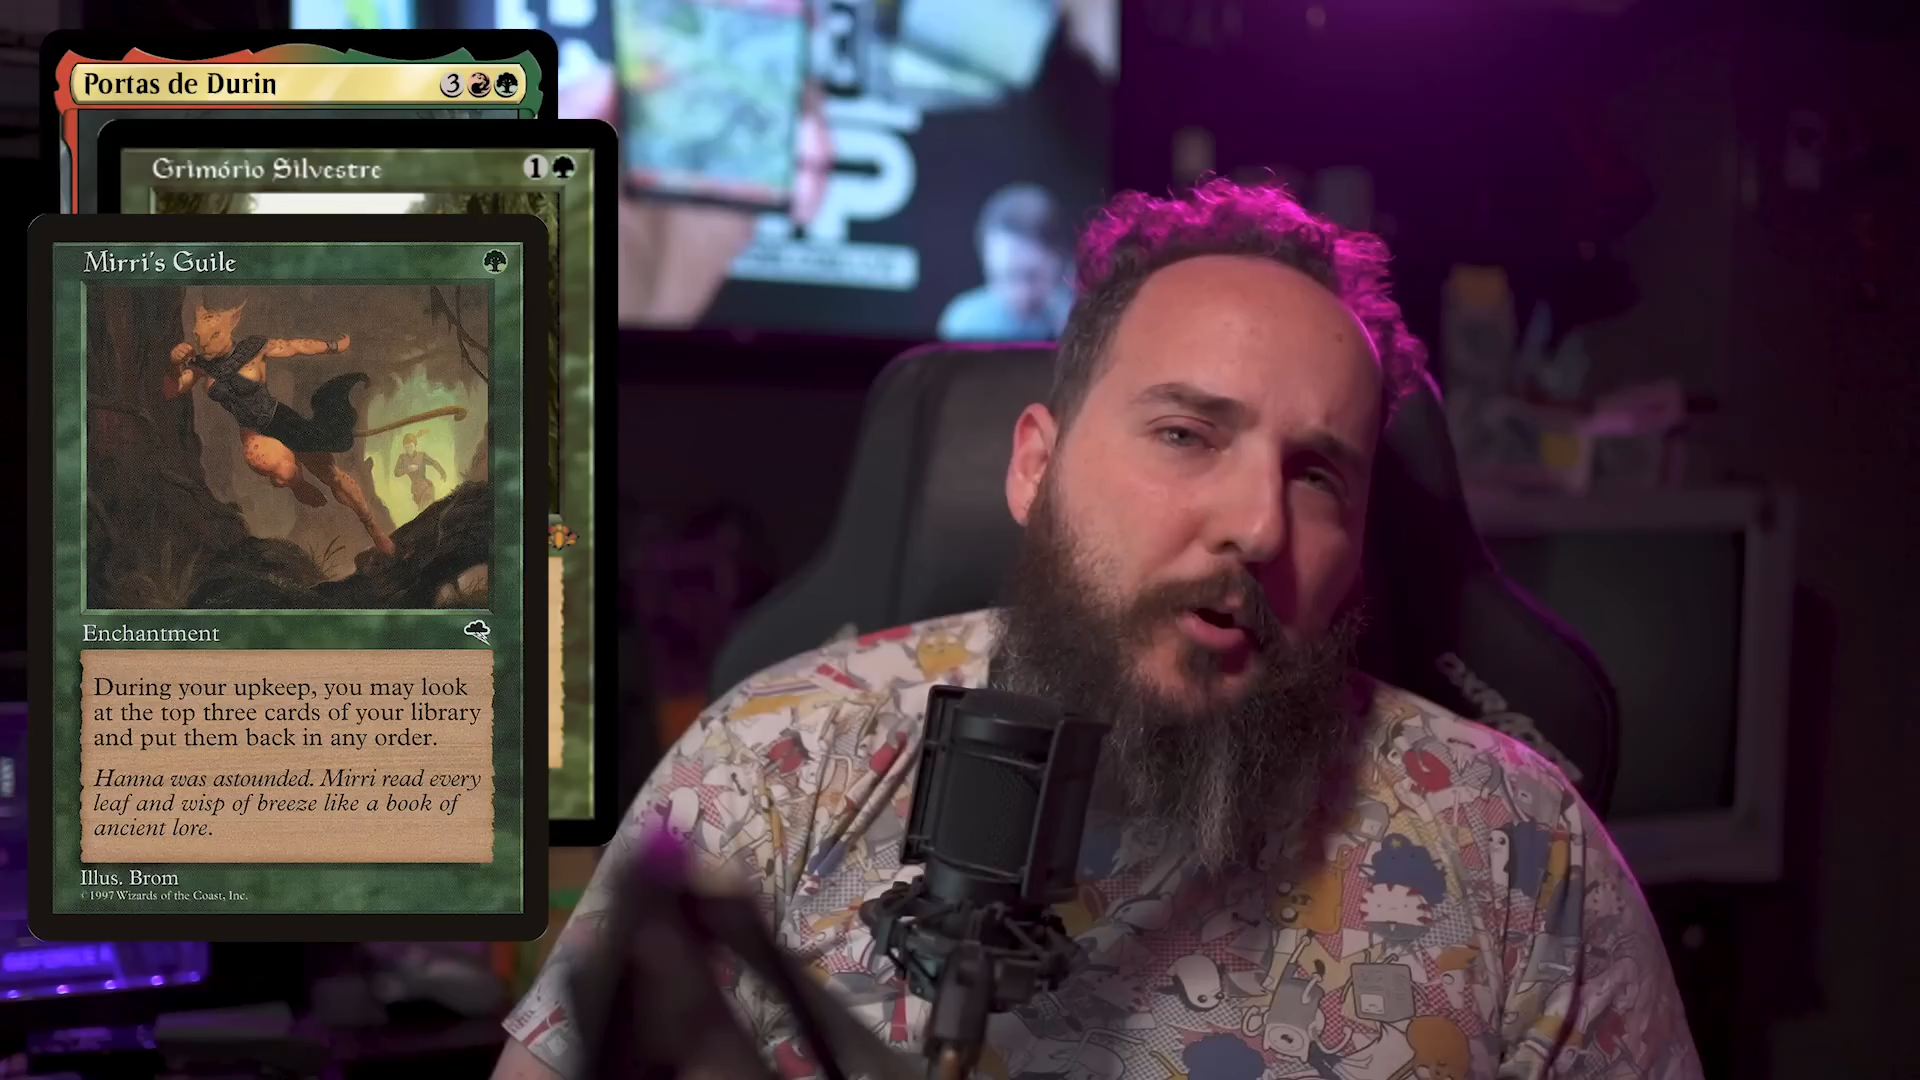 Portas de Durin 3
Grimório Silvestre 1
Mirri's Guile
Enchantment
During your upkeep, you may look
at the top three cards of your library
and put them back in any order.
Hanna was astounded. Mirri read every
leaf and wisp of breeze like a book of
ancient lore.
Illus. Brom
©1997 Wizards of the Coast, Inc.